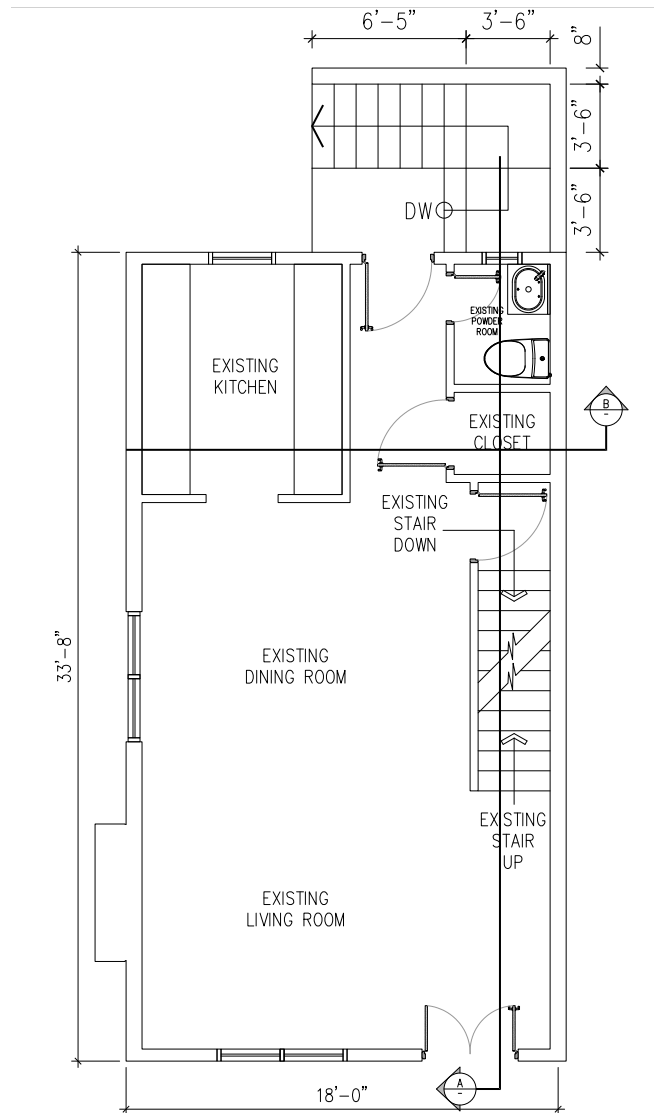 6'-5"
3'-6"
8"
3'-6"
3'-6"
DW
EXISTING
POWDER
ROOM
EXISTING
KITCHEN
B
-
EXISTING
CLOSET
EXISTING
STAIR
DOWN
33'-8"
EXISTING
DINING ROOM
EXISTING
STAIR
UP
EXISTING
LIVING ROOM
A
-
18'-0"